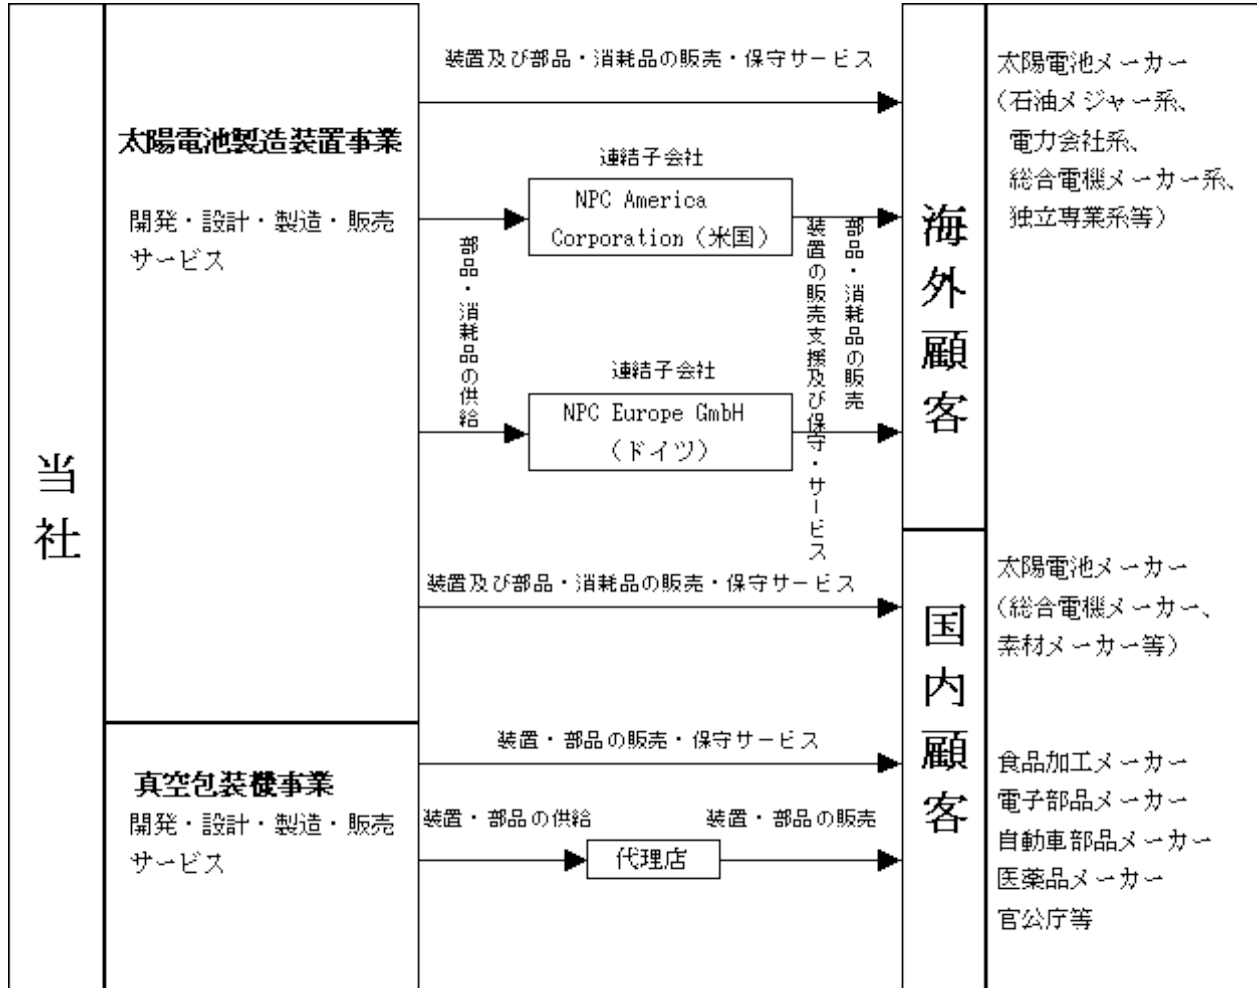 当社
太陽電池製造装置事業
開発・設計・製造・販売
サービス
装置及び部品・消耗品の販売・保守サービス
連結子会社
NPC America
Corporation（米国）
部品・消耗品の供給
連結子会社
NPC Europe GmbH
（ドイツ）
装置の販売支援及び保守・サービス
部品・消耗品の販売
装置及び部品・消耗品の販売・保守サービス
海外顧客
太陽電池メーカー
（石油メジャー系、
電力会社系、
総合電機メーカー系、
独立専業系等）
国内顧客
太陽電池メーカー
（総合電機メーカー、
素材メーカー等）
真空包装機事業
開発・設計・製造・販売
サービス
装置・部品の販売・保守サービス
装置・部品の供給
代理店
装置・部品の販売
食品加工メーカー
電子部品メーカー
自動車部品メーカー
医薬品メーカー
官公庁等